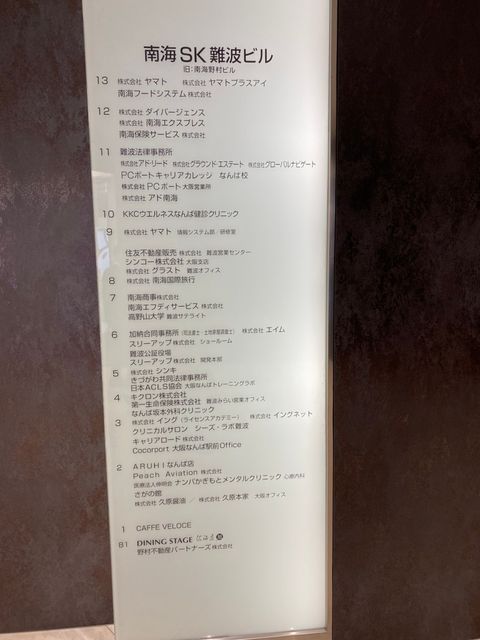 南海SK難波ビル
旧:南海野村ビル
13 株式会社 ヤマト 株式会社 ヤマトプラスアイ
南海フードシステム 株式会社
12 株式会社 ダイバージェンス
株式会社 南海エクスプレス
南海保険サービス 株式会社
11 難波法律事務所
株式会社 アド・リード 株式会社 グラウンド・エステート 株式会社 グローバルナビゲート
PCポートキャリアカレッジ なんば校
株式会社 PCポート 大阪営業所
株式会社 アド南海
10 KKCウエルネスなんば健診クリニック
9 株式会社 ヤマト 情報システム部 研修室
住友不動産販売 株式会社 難波営業センター
シンコー株式会社 大阪支店
株式会社 グラスト 難波オフィス
8 株式会社 南海国際旅行
7 南海商事 株式会社
南海エフディサービス 株式会社
高野山大学 難波サテライト
6 加納合同事務所 (司法書士・土地家屋調査士) 株式会社 エイム
スリーアップ 株式会社 ショールーム
難波公証役場
スリーアップ 株式会社 開発本部
5 株式会社 シンキ
きづがわ共同法律事務所
日本ACLS協会 大阪なんばトレーニングラボ
4 キクロン株式会社
第一生命保険株式会社 難波みらい営業オフィス
なんば坂本外科クリニック
3 株式会社 イング (ライセンスアカデミー) 株式会社 イングネット
クリニカルサロン シーズ・ラボ難波
キャリアロード 株式会社
Cocorport 大阪なんば駅前Office
2 ARUHI なんば店
Peach Aviation 株式会社
医療法人伸明会 ナンバかぎもとメンタルクリニック 心療内科
さがの館
株式会社 久原醤油 / 株式会社 久原本家 大阪オフィス
1 CAFFE VELOCE
B1 DINING STAGE
野村不動産パートナーズ 株式会社